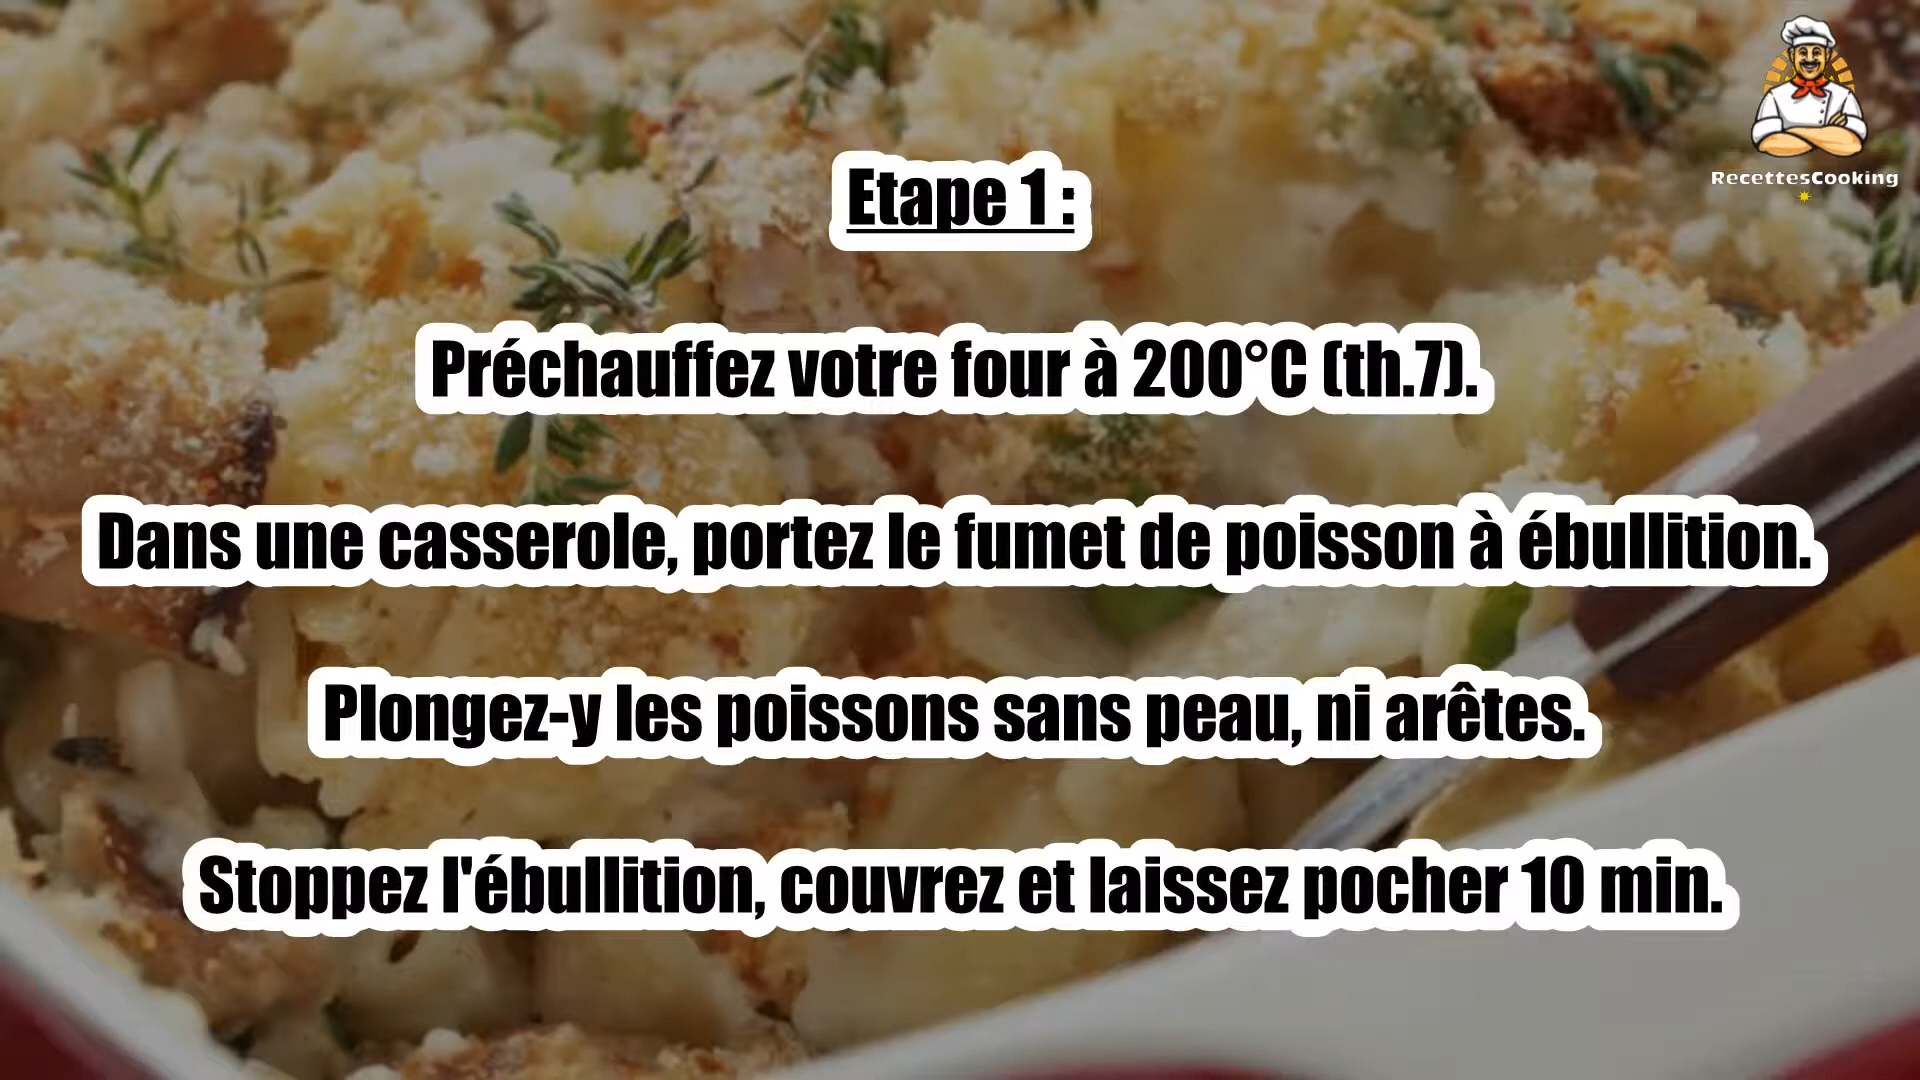 RecettesCooking
Etape 1 :
Préchauffez votre four à 200°C (th.7).
Dans une casserole, portez le fumet de poisson à ébullition.
Plongez-y les poissons sans peau, ni arêtes.
Stoppez l'ébullition, couvrez et laissez pocher 10 min.